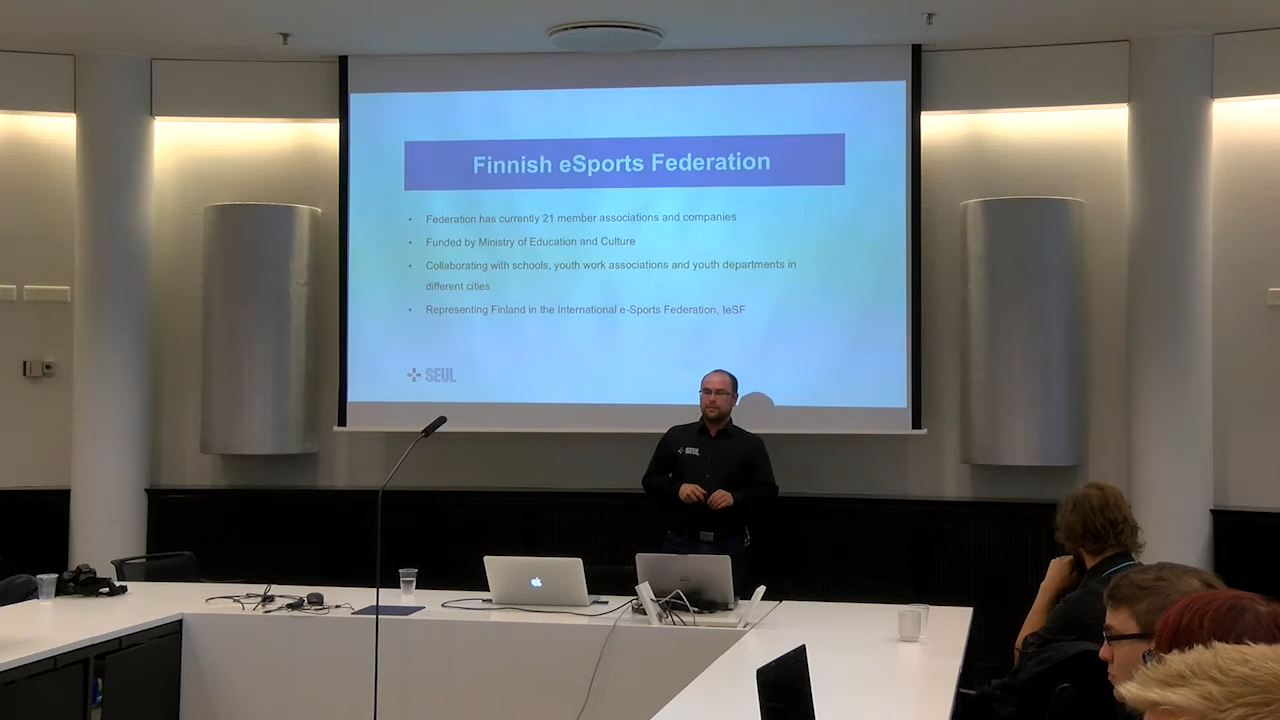 Finnish eSports Federation
• Federation has currently 21 member associations and companies
• Funded by Ministry of Education and Culture
• Collaborating with schools, youth work associations and youth departments in
different cities
• Representing Finland in the International e-Sports Federation, IeSF
SEUL
SEUL